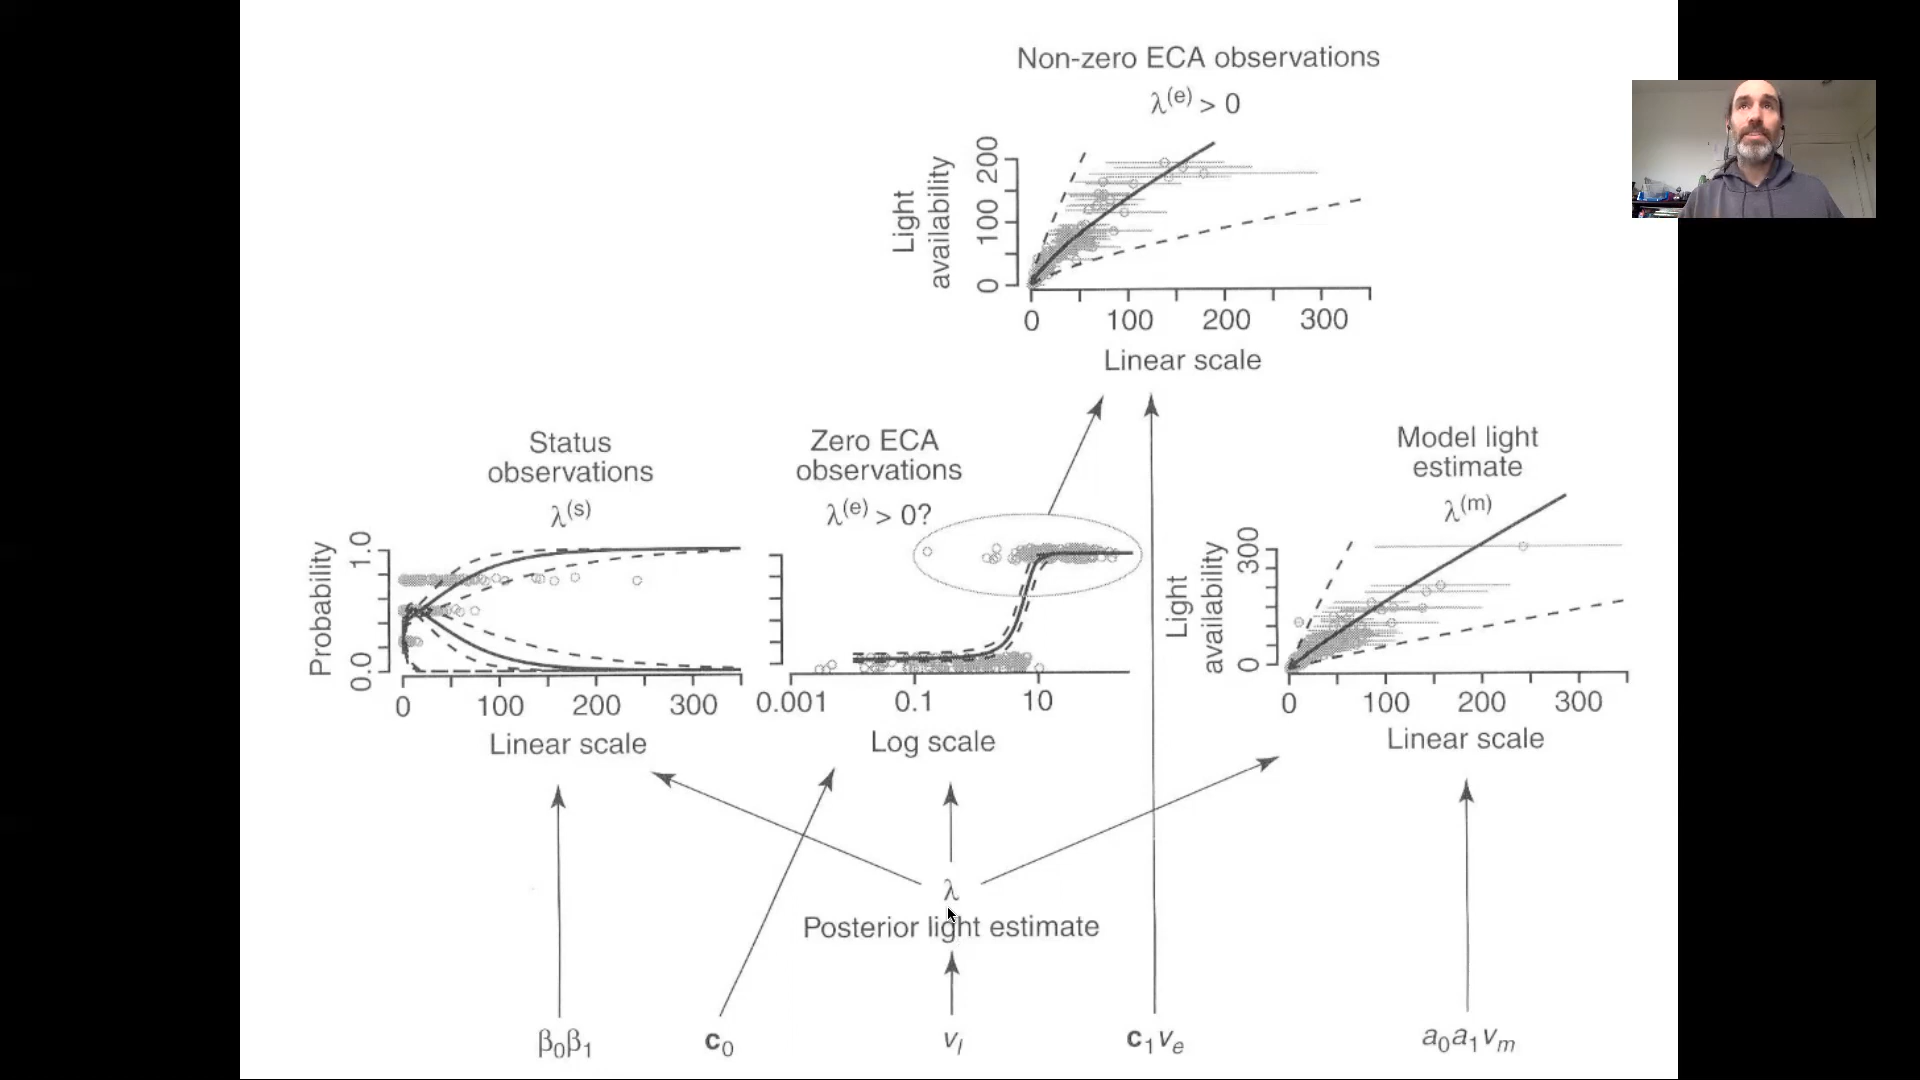 Non-zero ECA observations
λ(e) > 0
Light availability
200
100
0
0 100 200 300
Linear scale
Status observations
λ(s)
Probability
1.0
0.0
0 100 200 300
Linear scale
Zero ECA observations
λ(e) > 0?
0.001 0.1 10
Log scale
Model light estimate
λ(m)
Light availability
300
0
0 100 200 300
Linear scale
λ
Posterior light estimate
β0β1
c0
vl
c1ve
a0a1vm